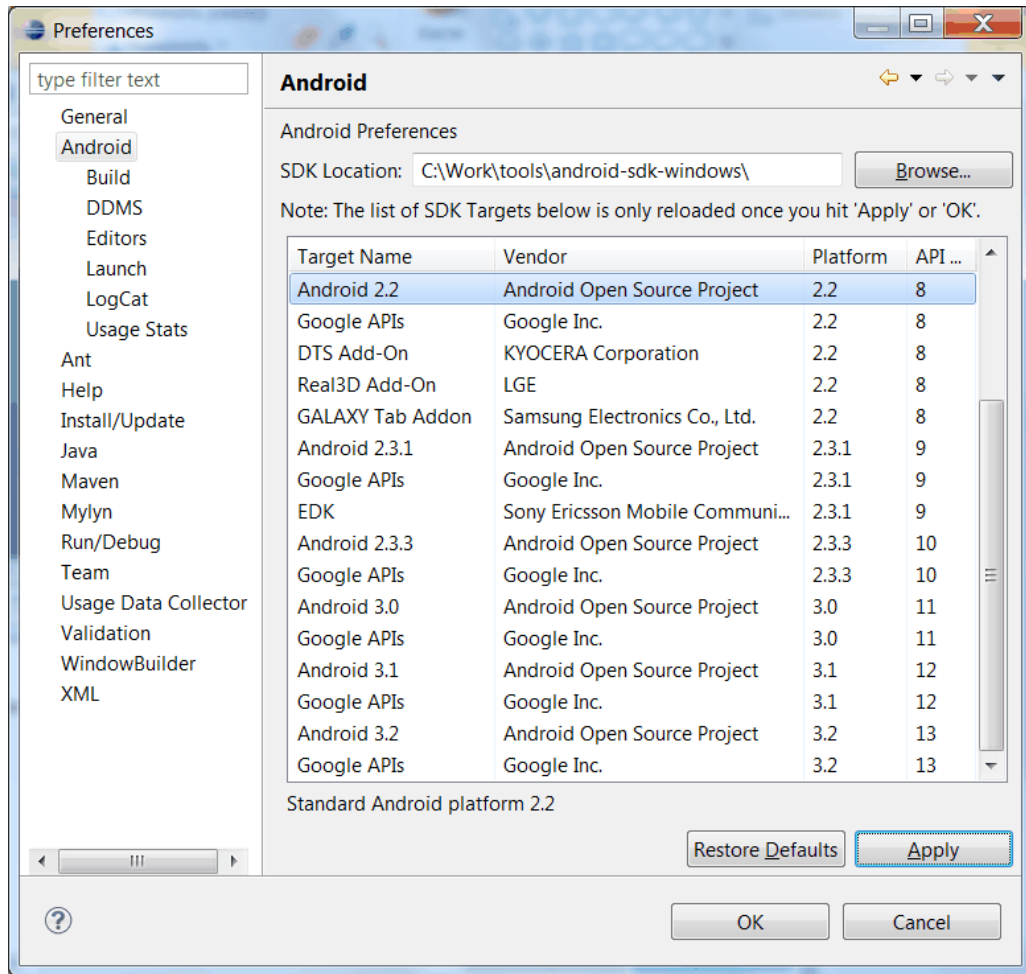 Preferences
type filter text
General
Android
Build
DDMS
Editors
Launch
LogCat
Usage Stats
Ant
Help
Install/Update
Java
Maven
Mylyn
Run/Debug
Team
Usage Data Collector
Validation
WindowBuilder
XML
Android
Android Preferences
SDK Location: C:\Work\tools\android-sdk-windows\ Browse...
Note: The list of SDK Targets below is only reloaded once you hit 'Apply' or 'OK'.
Target Name Vendor Platform API ...
Android 2.2 Android Open Source Project 2.2 8
Google APIs Google Inc. 2.2 8
DTS Add-On KYOCERA Corporation 2.2 8
Real3D Add-On LGE 2.2 8
GALAXY Tab Addon Samsung Electronics Co., Ltd. 2.2 8
Android 2.3.1 Android Open Source Project 2.3.1 9
Google APIs Google Inc. 2.3.1 9
EDK Sony Ericsson Mobile Communi... 2.3.1 9
Android 2.3.3 Android Open Source Project 2.3.3 10
Google APIs Google Inc. 2.3.3 10
Android 3.0 Android Open Source Project 3.0 11
Google APIs Google Inc. 3.0 11
Android 3.1 Android Open Source Project 3.1 12
Google APIs Google Inc. 3.1 12
Android 3.2 Android Open Source Project 3.2 13
Google APIs Google Inc. 3.2 13
Standard Android platform 2.2
Restore Defaults Apply
OK Cancel